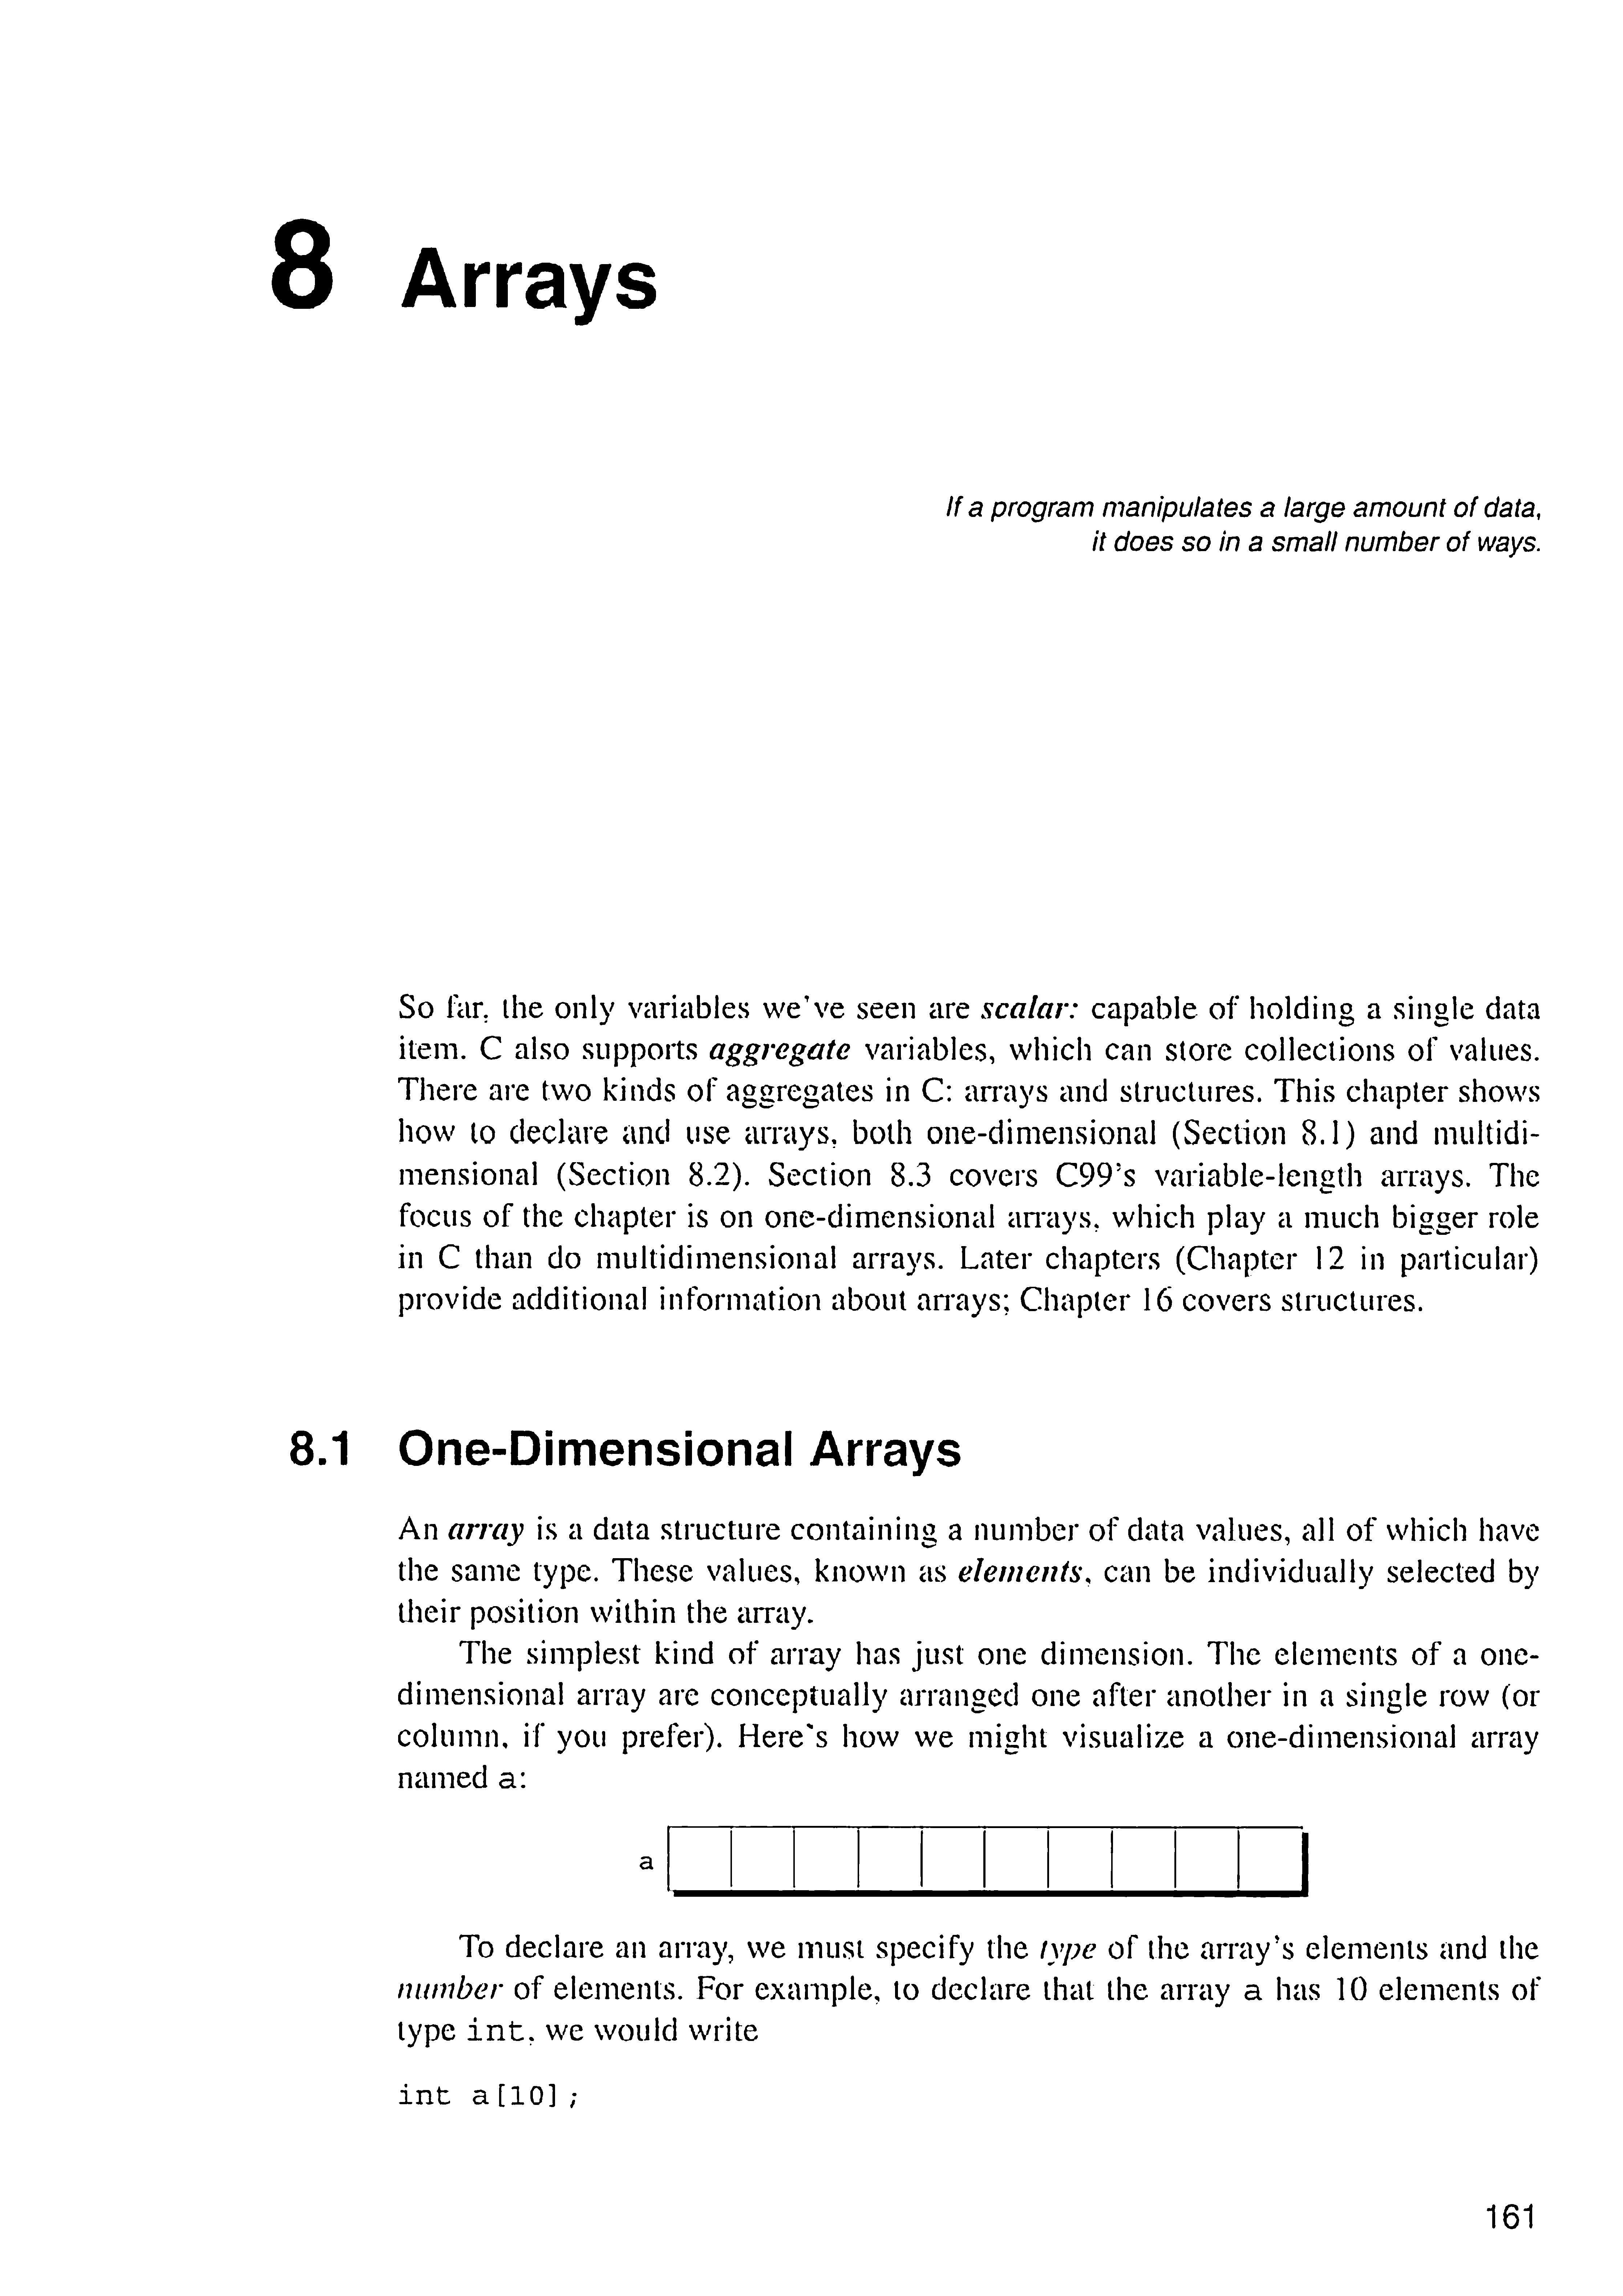 8 Arrays
If a program manipulates a large amount of data,
it does so in a small number of ways.
So far, the only variables we've seen are scalar: capable of holding a single data
item. C also supports aggregate variables, which can store collections of values.
There are two kinds of aggregates in C: arrays and structures. This chapter shows
how to declare and use arrays, both one-dimensional (Section 8.1) and multidi-
mensional (Section 8.2). Section 8.3 covers C99's variable-length arrays. The
focus of the chapter is on one-dimensional arrays, which play a much bigger role
in C than do multidimensional arrays. Later chapters (Chapter 12 in particular)
provide additional information about arrays; Chapter 16 covers structures.
8.1 One-Dimensional Arrays
An array is a data structure containing a number of data values, all of which have
the same type. These values, known as elements, can be individually selected by
their position within the array.
The simplest kind of array has just one dimension. The elements of a one-
dimensional array are conceptually arranged one after another in a single row (or
column, if you prefer). Here's how we might visualize a one-dimensional array
named a:
a
To declare an array, we must specify the type of the array's elements and the
number of elements. For example, to declare that the array a has 10 elements of
type int, we would write
int a[10];
161